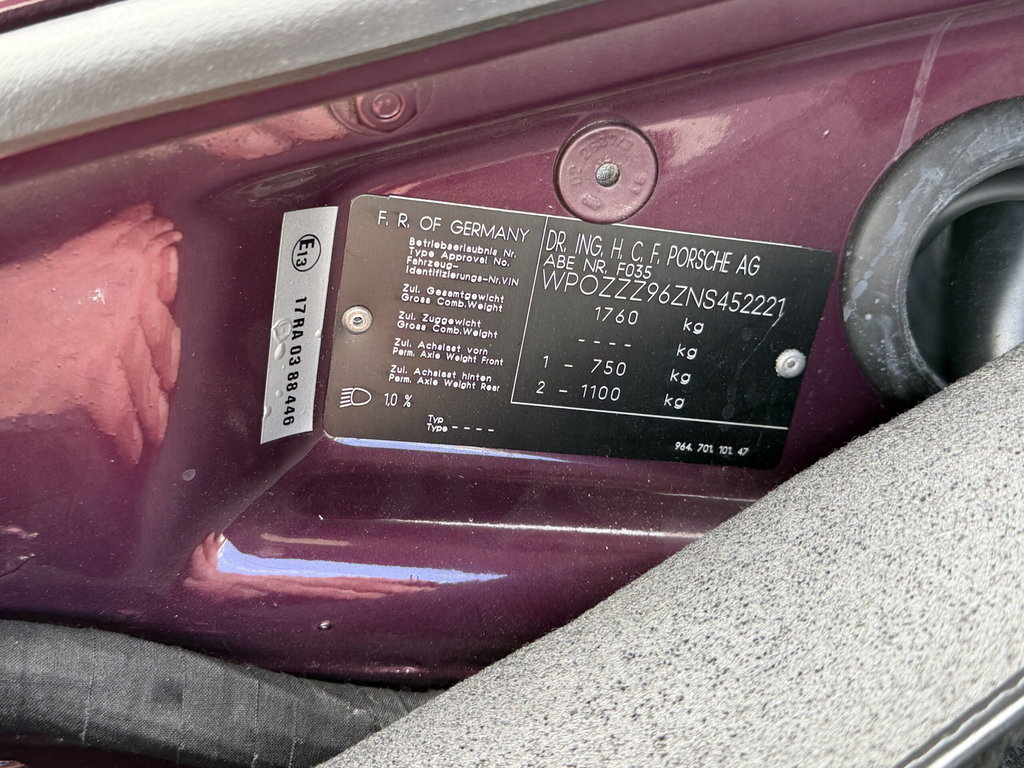 E13
17 RA 03 88 446
F. R. OF GERMANY
Betriebserlaubnis Nr.
Type Approval No.
Fahrzeug-
Identifizierungs-Nr.VIN
Zul. Gesamtgewicht
Gross Comb.Weight
Zul. Zuggewicht
Gross Comb.Weight
Zul. Achslast vorn
Perm. Axle Weight Front
Zul. Achslast hinten
Perm. Axle Weight Rear
1,0 %
Typ
Type - - - -
DR. ING. H. C. F. PORSCHE AG
ABE NR. F035
WP0ZZZ96ZNS452221
1760 kg
- - - - kg
1 - 750 kg
2 - 1100 kg
964. 701. 101. 47